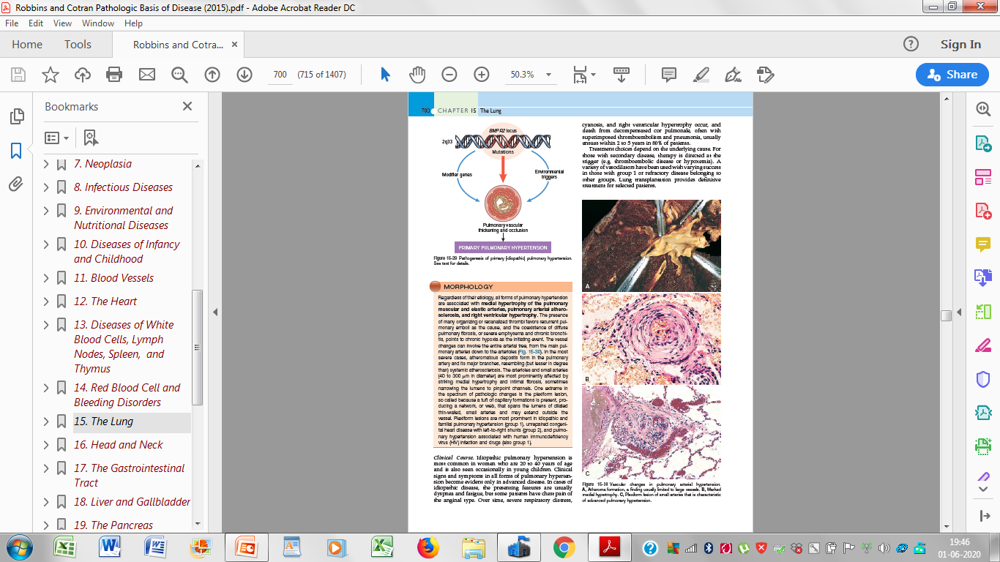 Robbins and Cotran Pathologic Basis of Disease (2015).pdf - Adobe Acrobat Reader DC
File Edit View Window Help
Home Tools Robbins and Cotra... ×
Sign In
700 (715 of 1407) 50.3% Share
Bookmarks
7. Neoplasia
8. Infectious Diseases
9. Environmental and
Nutritional Diseases
10. Diseases of Infancy
and Childhood
11. Blood Vessels
12. The Heart
13. Diseases of White
Blood Cells, Lymph
Nodes, Spleen, and
Thymus
14. Red Blood Cell and
Bleeding Disorders
15. The Lung
16. Head and Neck
17. The Gastrointestinal
Tract
18. Liver and Gallbladder
19. The Pancreas
700 CHAPTER 15 The Lung
BMPR2 locus
2q33
Mutations
Modifier genes
Environmental
triggers
Pulmonary vascular
thickening and occlusion
PRIMARY PULMONARY HYPERTENSION
Figure 15-29 Pathogenesis of primary (idiopathic) pulmonary hypertension.
See text for details.
MORPHOLOGY
Regardless of their etiology, all forms of pulmonary hypertension
are associated with medial hypertrophy of the pulmonary
muscular and elastic arteries, pulmonary arterial athero-
sclerosis, and right ventricular hypertrophy. The presence
of many organizing or recanalized thrombi favors recurrent pul-
monary emboli as the cause, and the coexistence of diffuse
pulmonary fibrosis, or severe emphysema and chronic bronchi-
tis, points to chronic hypoxia as the initiating event. The vessel
changes can involve the entire arterial tree, from the main pul-
monary arteries down to the arterioles (Fig. 15-30). In the most
severe cases, atheromatous deposits form in the pulmonary
artery and its major branches, resembling (but lesser in degree
than) systemic atherosclerosis. The arterioles and small arteries
(40 to 300 μm in diameter) are most prominently affected by
striking medial hypertrophy and intimal fibrosis, sometimes
narrowing the lumens to pinpoint channels. One extreme in
the spectrum of pathologic changes is the plexiform lesion,
so called because a tuft of capillary formations is present, pro-
ducing a network, or web, that spans the lumens of dilated
thin-walled, small arteries and may extend outside the
vessel. Plexiform lesions are most prominent in idiopathic and
familial pulmonary hypertension (group 1), unrepaired congeni-
tal heart disease with left-to-right shunts (group 2), and pulmo-
nary hypertension associated with human immunodeficiency
virus (HIV) infection and drugs (also group 1).
Clinical Course. Idiopathic pulmonary hypertension is
most common in women who are 20 to 40 years of age
and is also seen occasionally in young children. Clinical
signs and symptoms in all forms of pulmonary hyperten-
sion become evident only in advanced disease. In cases of
idiopathic disease, the presenting features are usually
dyspnea and fatigue, but some patients have chest pain of
the anginal type. Over time, severe respiratory distress,
cyanosis, and right ventricular hypertrophy occur, and
death from decompensated cor pulmonale, often with
superimposed thromboembolism and pneumonia, usually
ensues within 2 to 5 years in 80% of patients.
Treatment choices depend on the underlying cause. For
those with secondary disease, therapy is directed at the
trigger (e.g. thromboembolic disease or hypoxemia). A
variety of vasodilators have been used with varying success
in those with group 1 or refractory disease belonging to
other groups. Lung transplantation provides definitive
treatment for selected patients.
A
B
C
Figure 15-30 Vascular changes in pulmonary arterial hypertension.
A, Atheroma formation, a finding usually limited to large vessels. B, Marked
medial hypertrophy. C, Plexiform lesion of small arteries that is characteristic
of advanced pulmonary hypertension.
19:46
01-06-2020